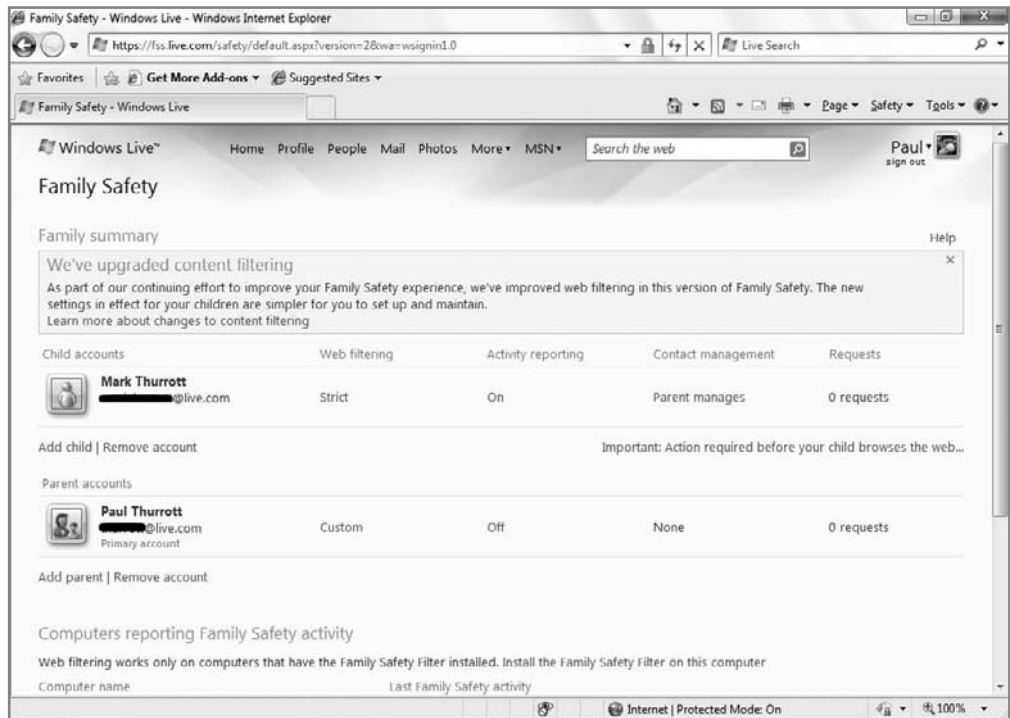 Family Safety - Windows Live - Windows Internet Explorer
https://fss.live.com/safety/default.aspx?version=2&wa=wsignin1.0
Live Search
Favorites Get More Add-ons Suggested Sites
Family Safety - Windows Live Page Safety Tools
Windows Live™ Home Profile People Mail Photos More MSN Search the web Paul
sign out
Family Safety
Family summary Help
We've upgraded content filtering
As part of our continuing effort to improve your Family Safety experience, we've improved web filtering in this version of Family Safety. The new
settings in effect for your children are simpler for you to set up and maintain.
Learn more about changes to content filtering
Child accounts Web filtering Activity reporting Contact management Requests
Mark Thurrott
@live.com Strict On Parent manages 0 requests
Add child | Remove account Important: Action required before your child browses the web...
Parent accounts
Paul Thurrott
@live.com Custom Off None 0 requests
Primary account
Add parent | Remove account
Computers reporting Family Safety activity
Web filtering works only on computers that have the Family Safety Filter installed. Install the Family Safety Filter on this computer
Computer name Last Family Safety activity
Internet | Protected Mode: On 100%